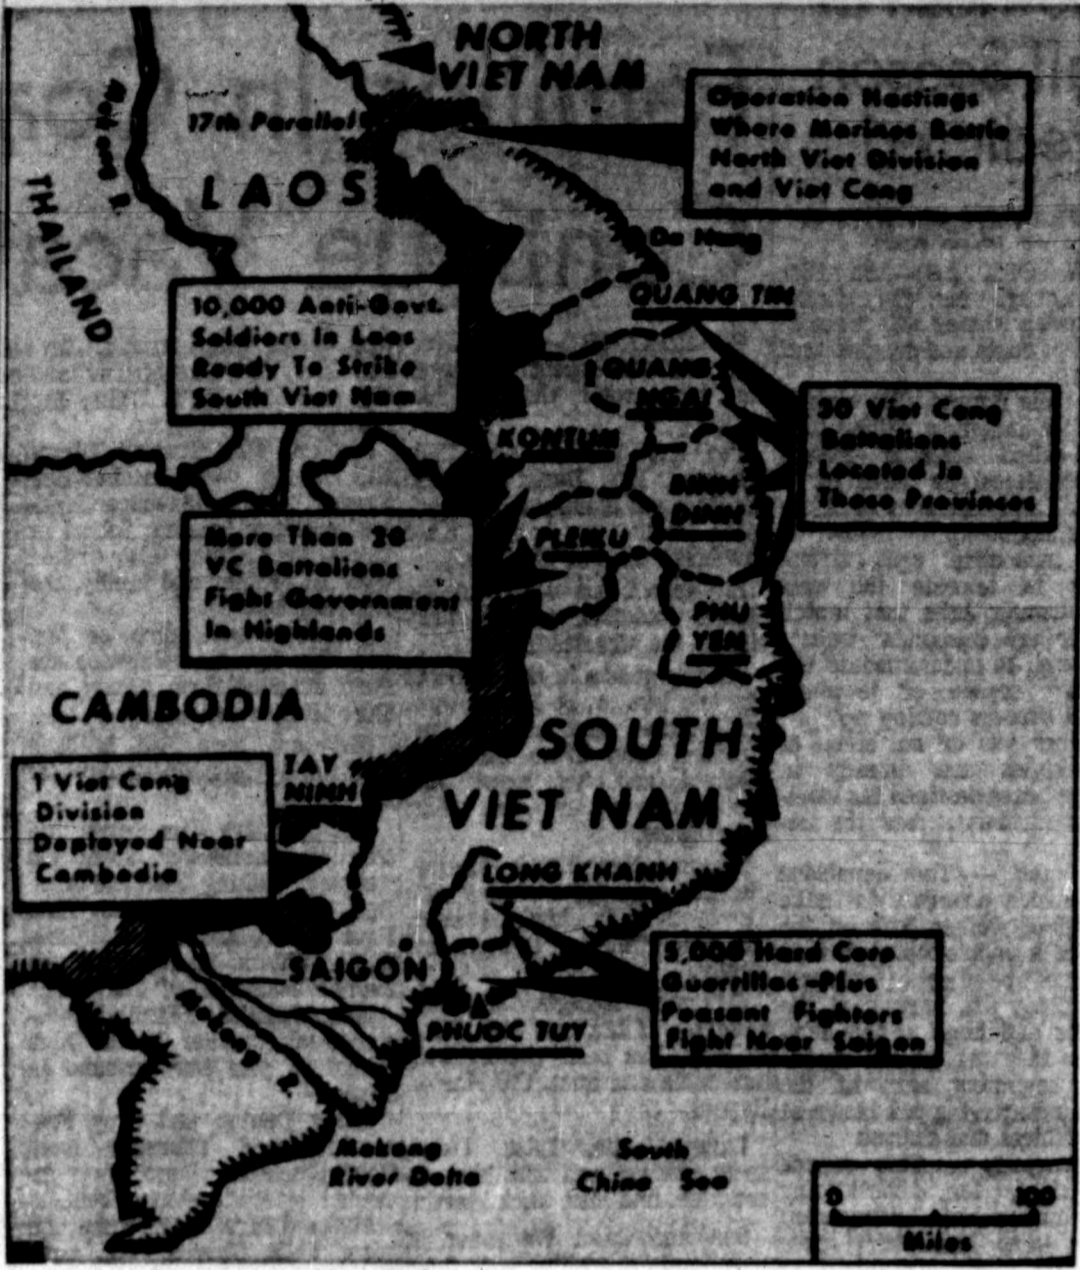 NORTH
VIET NAM
Operation Hastings
Where Marines Battle
North Viet Division
and Viet Cong
17th Parallel
Mekong R.
LAOS
THAILAND
Da Nang
QUANG TIN
10,000 Anti-Govt.
Soldiers In Laos
Ready To Strike
South Viet Nam
QUANG
NGAI
30 Viet Cong
Battalions
Located In
These Provinces
KONTUM
BINH
DINH
More Than 20
VC Battalions
Fight Government
In Highlands
PLEIKU
PHU
YEN
CAMBODIA
SOUTH
VIET NAM
1 Viet Cong
Division
Deployed Near
Cambodia
TAY
NINH
LONG KHANH
5,000 Hard Corp
Guerrillas-Plus
Peasant Fighters
Fight Near Saigon
SAIGON
Mekong R.
PHUOC TUY
Mekong
River Delta
South
China Sea
0 100
Miles